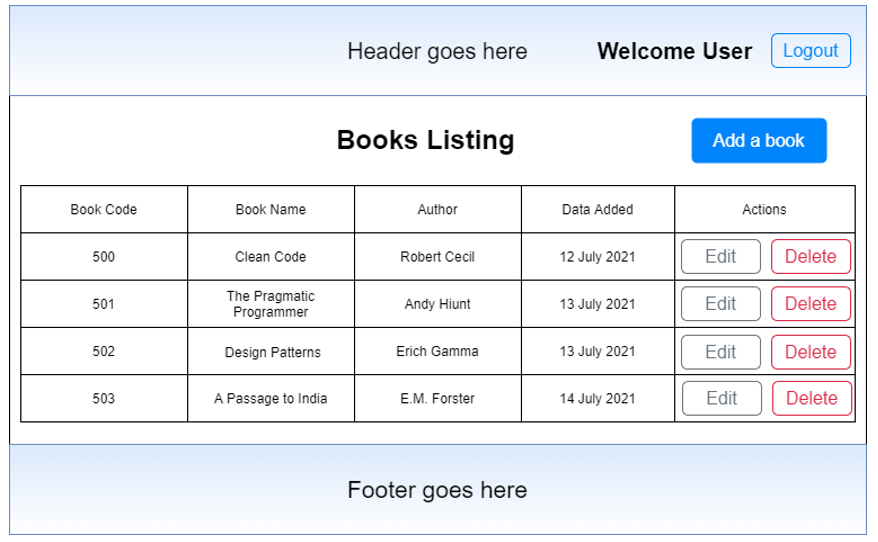 Header goes here Welcome User Logout
Books Listing Add a book
Book Code Book Name Author Data Added Actions
500 Clean Code Robert Cecil 12 July 2021 Edit Delete
501 The Pragmatic Programmer Andy Hiunt 13 July 2021 Edit Delete
502 Design Patterns Erich Gamma 13 July 2021 Edit Delete
503 A Passage to India E.M. Forster 14 July 2021 Edit Delete
Footer goes here